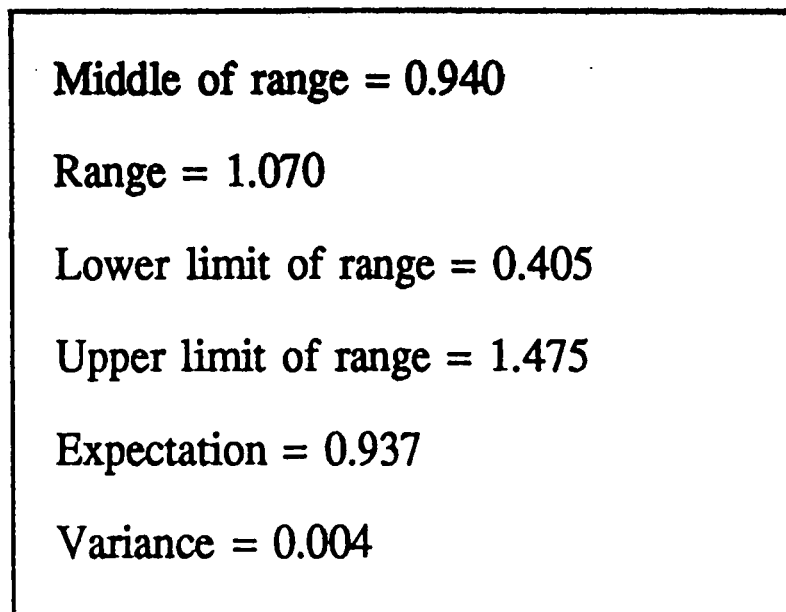 Middle of range = 0.940
Range = 1.070
Lower limit of range = 0.405
Upper limit of range = 1.475
Expectation = 0.937
Variance = 0.004